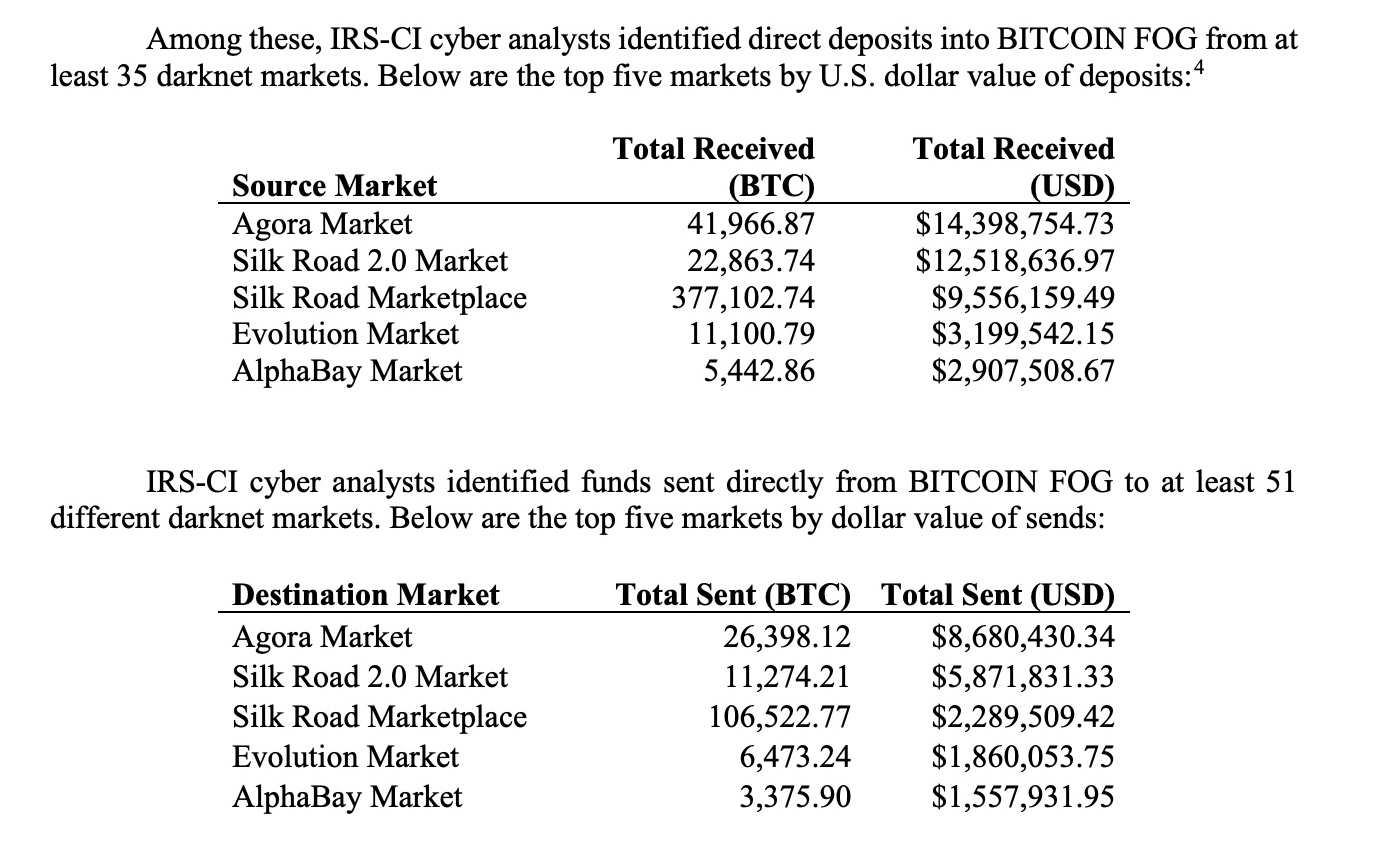 Among these, IRS-CI cyber analysts identified direct deposits into BITCOIN FOG from at
least 35 darknet markets. Below are the top five markets by U.S. dollar value of deposits:4
Total Received Total Received
Source Market (BTC) (USD)
Agora Market 41,966.87 $14,398,754.73
Silk Road 2.0 Market 22,863.74 $12,518,636.97
Silk Road Marketplace 377,102.74 $9,556,159.49
Evolution Market 11,100.79 $3,199,542.15
AlphaBay Market 5,442.86 $2,907,508.67
IRS-CI cyber analysts identified funds sent directly from BITCOIN FOG to at least 51
different darknet markets. Below are the top five markets by dollar value of sends:
Destination Market Total Sent (BTC) Total Sent (USD)
Agora Market 26,398.12 $8,680,430.34
Silk Road 2.0 Market 11,274.21 $5,871,831.33
Silk Road Marketplace 106,522.77 $2,289,509.42
Evolution Market 6,473.24 $1,860,053.75
AlphaBay Market 3,375.90 $1,557,931.95